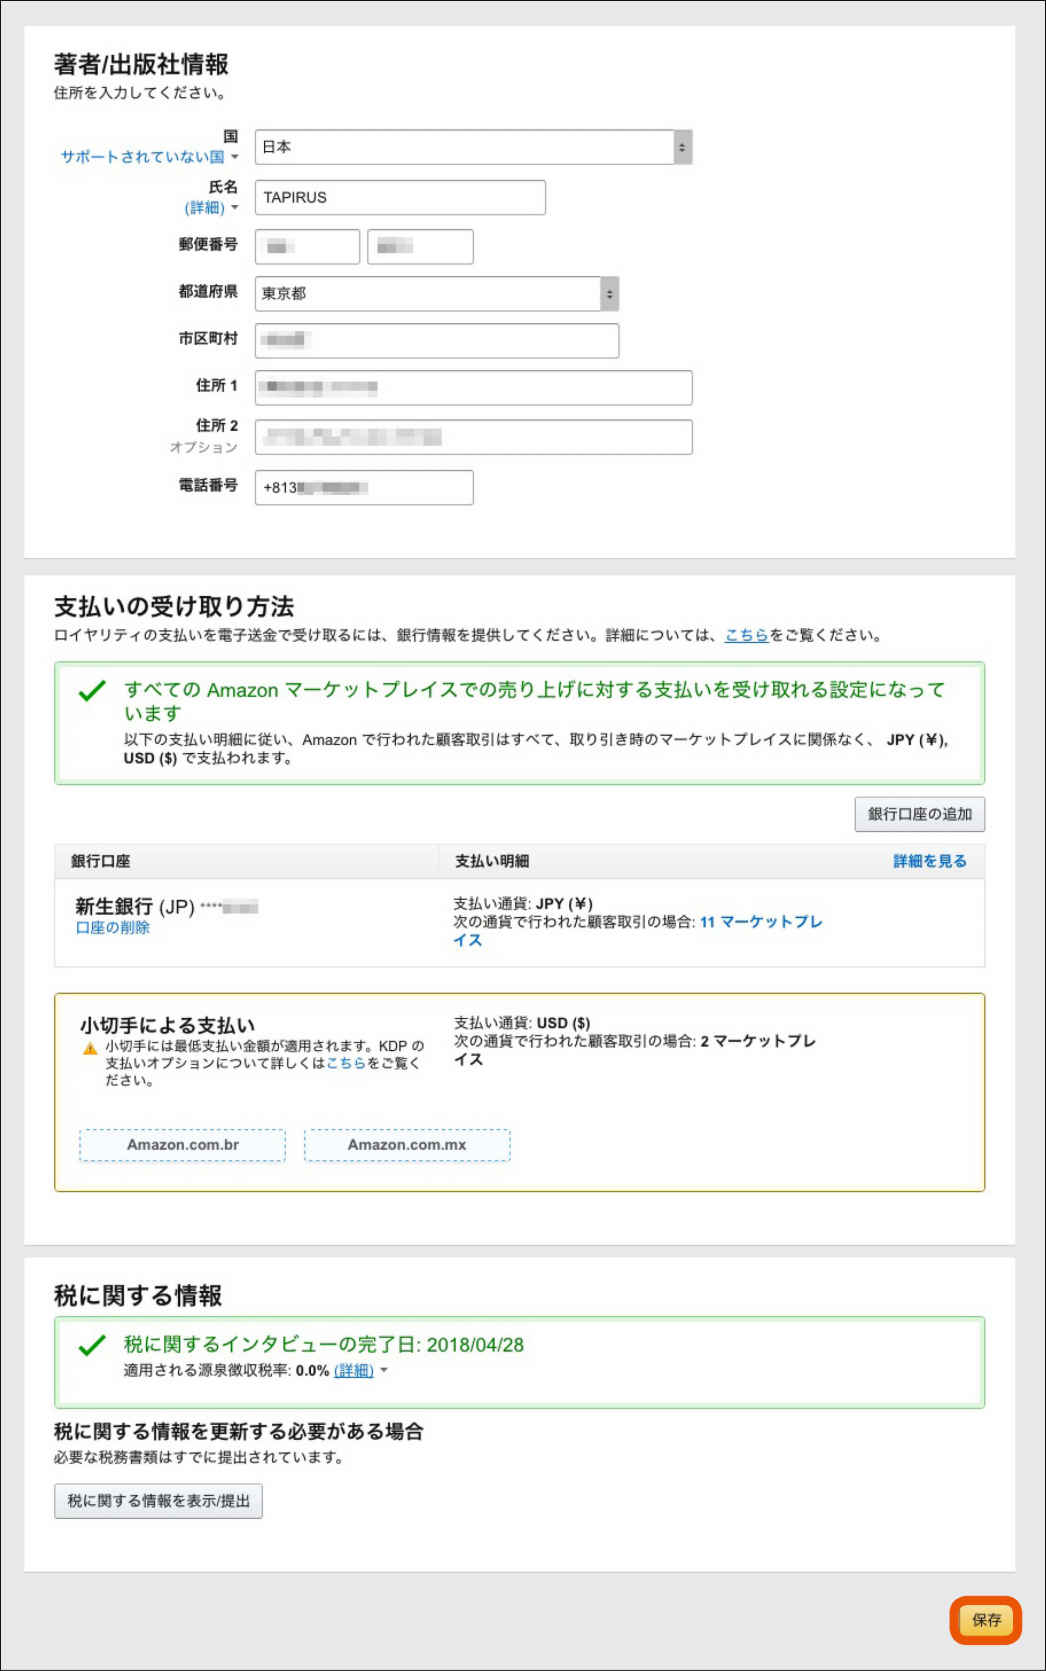 著者/出版社情報
住所を入力してください。
国
サポートされていない国
日本
氏名
(詳細)
TAPIRUS
郵便番号
都道府県
東京都
市区町村
住所 1
住所 2
オプション
電話番号
+813
支払いの受け取り方法
ロイヤリティの支払いを電子送金で受け取るには、銀行情報を提供してください。詳細については、こちらをご覧ください。
すべての Amazon マーケットプレイスでの売り上げに対する支払いを受け取れる設定になって
います
以下の支払い明細に従い、Amazon で行われた顧客取引はすべて、取り引き時のマーケットプレイスに関係なく、 JPY (¥),
USD ($) で支払われます。
銀行口座の追加
銀行口座
支払い明細
詳細を見る
新生銀行 (JP) ****
口座の削除
支払い通貨: JPY (¥)
次の通貨で行われた顧客取引の場合: 11 マーケットプレ
イス
小切手による支払い
小切手には最低支払い金額が適用されます。KDP の
支払いオプションについて詳しくはこちらをご覧く
ださい。
支払い通貨: USD ($)
次の通貨で行われた顧客取引の場合: 2 マーケットプレ
イス
Amazon.com.br
Amazon.com.mx
税に関する情報
税に関するインタビューの完了日: 2018/04/28
適用される源泉徴収税率: 0.0% (詳細)
税に関する情報を更新する必要がある場合
必要な税務書類はすでに提出されています。
税に関する情報を表示/提出
保存